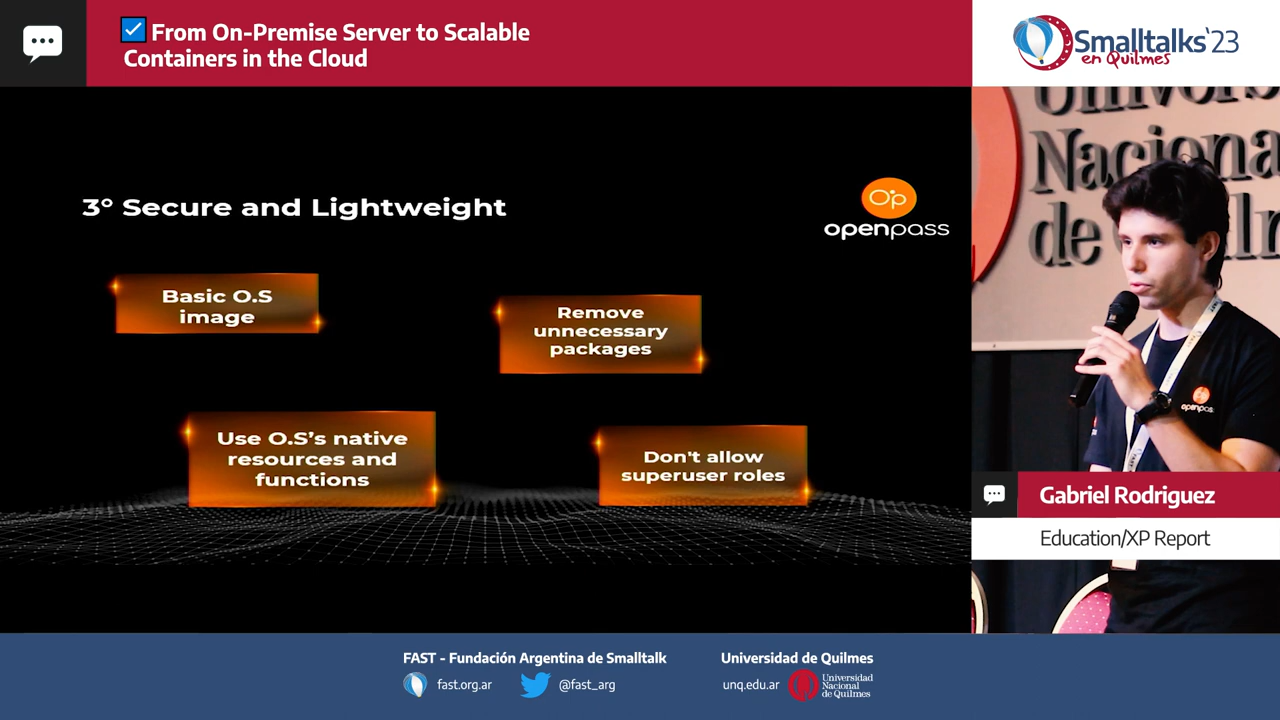 From On-Premise Server to Scalable
Containers in the Cloud
Smalltalks'23
en Quilmes
3° Secure and Lightweight
Op
openpass
Basic O.S
image
Remove
unnecessary
packages
Use O.S’s native
resources and
functions
Don't allow
superuser roles
Nacional
de
openpass
Gabriel Rodriguez
Education/XP Report
FAST - Fundación Argentina de Smalltalk
fast.org.ar
@fast_arg
Universidad de Quilmes
unq.edu.ar
Universidad
Nacional
de Quilmes